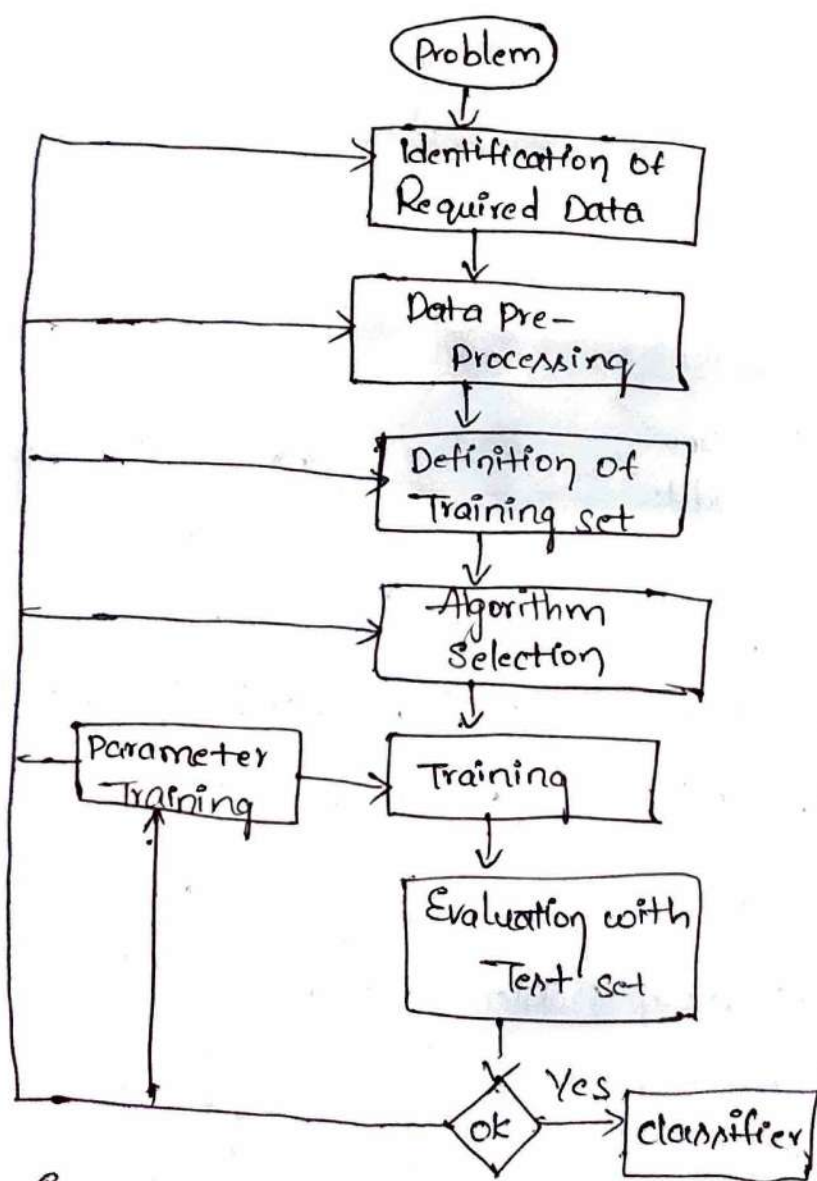 Problem
Identification of
Required Data
Data Pre-
Processing
Definition of
Training set
Algorithm
Selection
Parameter
Training
Training
Evaluation with
Test set
ok
Yes
classifier